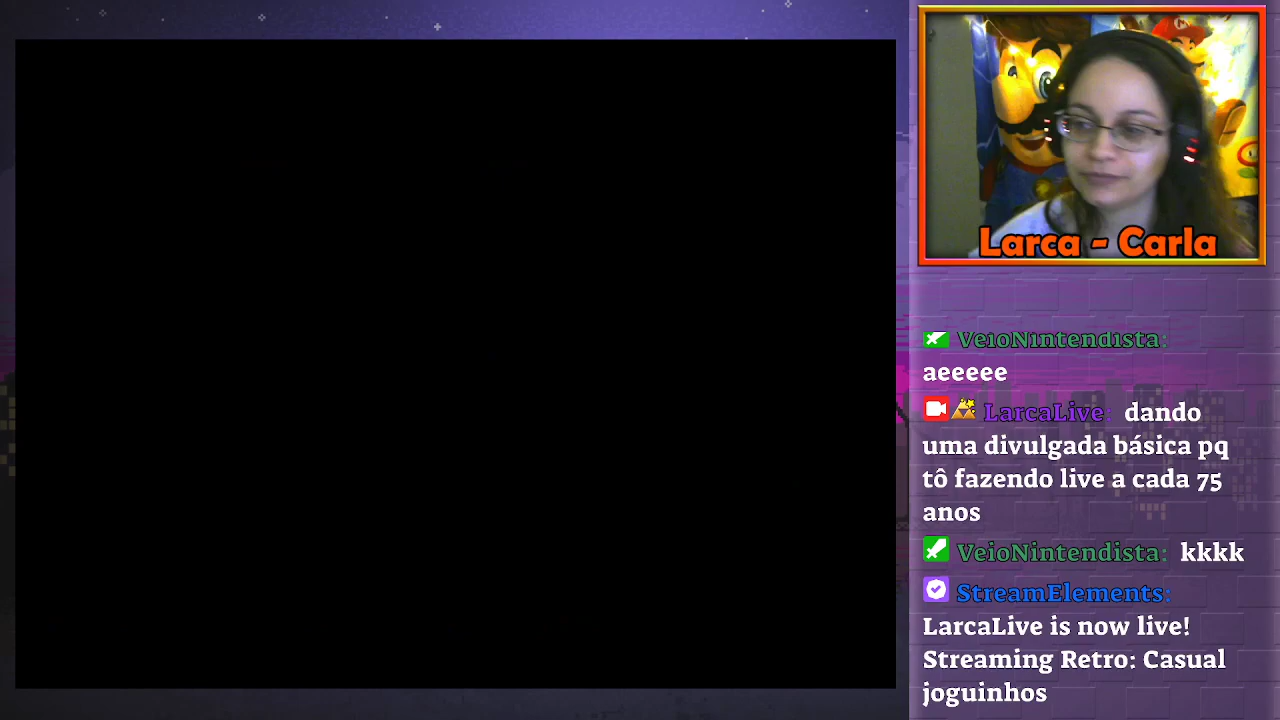 Larca - Carla
VeioNintendista:
aeeeee
LarcaLive: dando
uma divulgada básica pq
tô fazendo live a cada 75
anos
VeioNintendista: kkkk
StreamElements:
LarcaLive is now live!
Streaming Retro: Casual
joguinhos